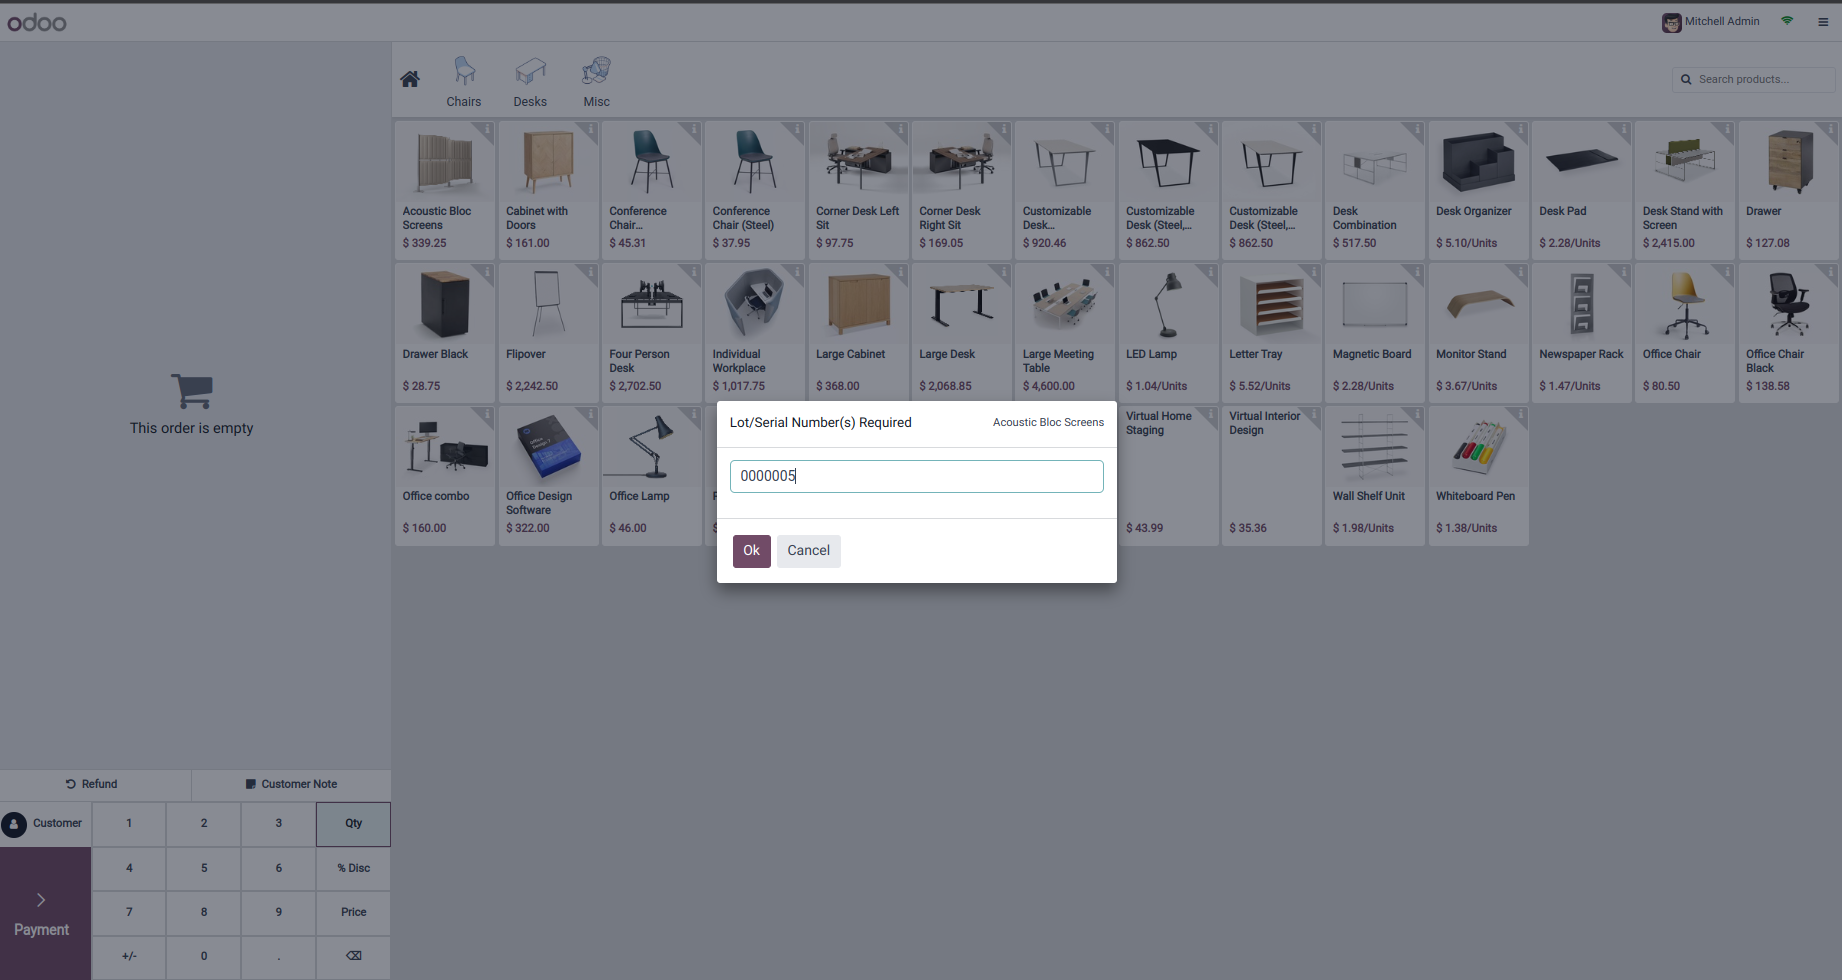 odoo
Mitchell Admin
Chairs
Desks
Misc
Search products...
Acoustic Bloc
Screens
$ 339.25
Cabinet with
Doors
$ 161.00
Conference
Chair...
$ 45.31
Conference
Chair (Steel)
$ 37.95
Corner Desk Left
Sit
$ 97.75
Corner Desk
Right Sit
$ 169.05
Customizable
Desk...
$ 920.46
Customizable
Desk (Steel,...
$ 862.50
Customizable
Desk (Steel,...
$ 862.50
Desk
Combination
$ 517.50
Desk Organizer
$ 5.10/Units
Desk Pad
$ 2.28/Units
Desk Stand with
Screen
$ 2,415.00
Drawer
$ 127.08
Drawer Black
$ 28.75
Flipover
$ 2,242.50
Four Person
Desk
$ 2,702.50
Individual
Workplace
$ 1,017.75
Large Cabinet
$ 368.00
Large Desk
$ 2,068.85
Large Meeting
Table
$ 4,600.00
LED Lamp
$ 1.04/Units
Letter Tray
$ 5.52/Units
Magnetic Board
$ 2.28/Units
Monitor Stand
$ 3.67/Units
Newspaper Rack
$ 1.47/Units
Office Chair
$ 80.50
Office Chair
Black
$ 138.58
Office combo
$ 160.00
Office Design
Software
$ 322.00
Office Lamp
$ 46.00
Virtual Home
Staging
$ 43.99
Virtual Interior
Design
$ 35.36
Wall Shelf Unit
$ 1.98/Units
Whiteboard Pen
$ 1.38/Units
Lot/Serial Number(s) Required
Acoustic Bloc Screens
0000005
Ok
Cancel
This order is empty
Refund
Customer Note
Customer
1
2
3
Qty
4
5
6
% Disc
7
8
9
Price
Payment
+/-
0
.